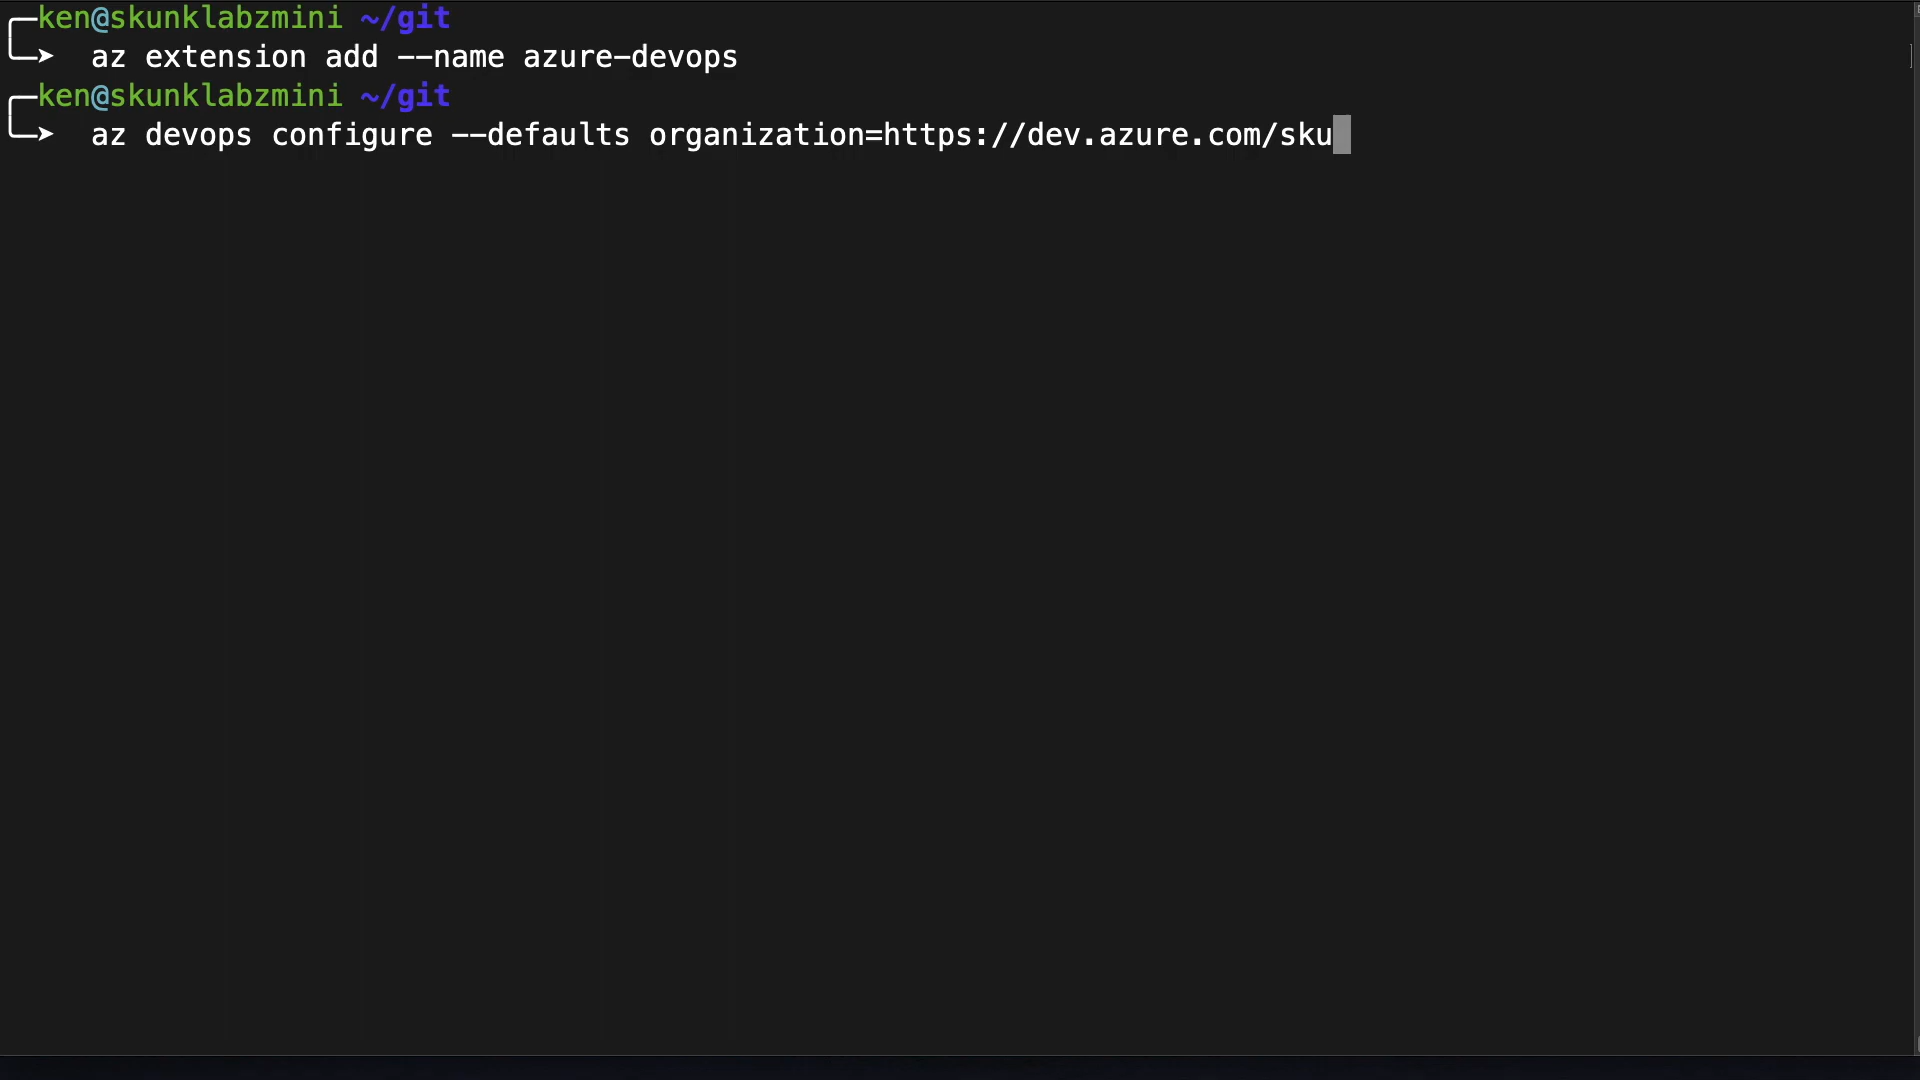 ken@skunklabzmini ~/git
az extension add --name azure-devops
ken@skunklabzmini ~/git
az devops configure --defaults organization=https://dev.azure.com/sku